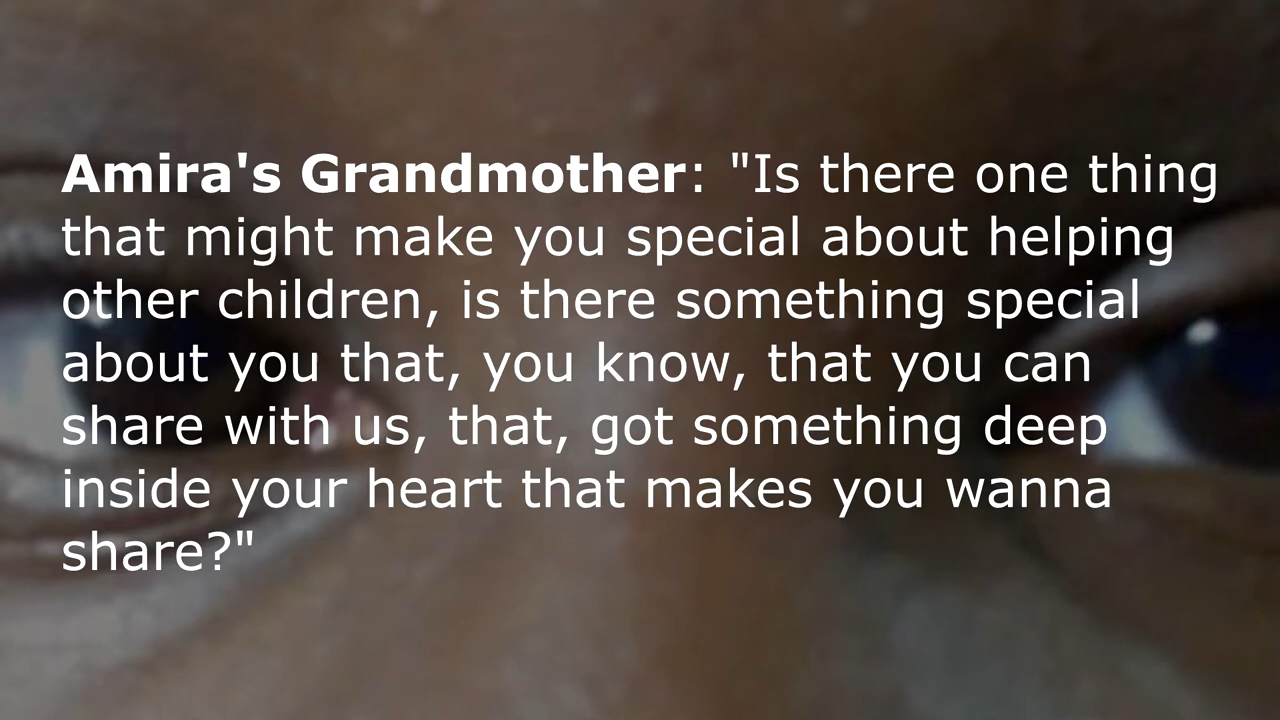 Amira's Grandmother: "Is there one thing
that might make you special about helping
other children, is there something special
about you that, you know, that you can
share with us, that, got something deep
inside your heart that makes you wanna
share?"